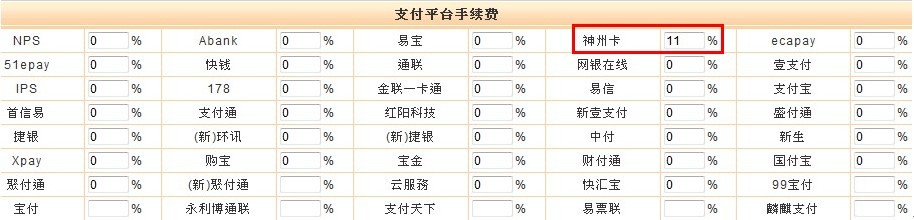 支付平台手续费
NPS 0 % Abank 0 % 易宝 0 % 神州卡 11 % ecapay 0 %
51epay 0 % 快钱 0 % 通联 0 % 网银在线 0 % 壹支付 0 %
IPS 0 % 178 0 % 金联一卡通 0 % 易信 0 % 支付宝 0 %
首信易 0 % 支付通 0 % 红阳科技 0 % 新壹支付 0 % 盛付通 0 %
捷银 0 % (新)环讯 0 % (新)捷银 0 % 中付 0 % 新生 0 %
Xpay 0 % 购宝 0 % 宝金 0 % 财付通 0 % 国付宝 0 %
聚付通 0 % (新)聚付通 % 云服務 0 % 快汇宝 0 % 99宝付 %
宝付 % 永利博通联 % 支付天下 % 易票联 % 麟麒支付 %